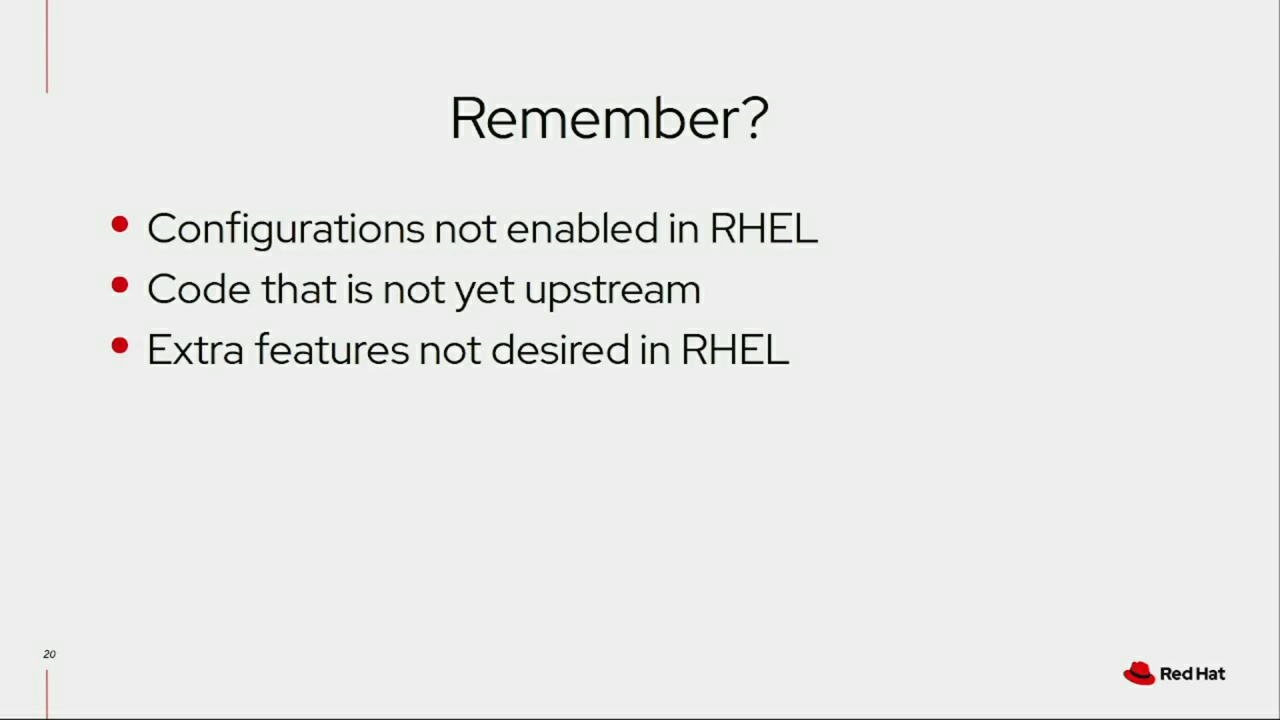 Remember?
• Configurations not enabled in RHEL
• Code that is not yet upstream
• Extra features not desired in RHEL
20
Red Hat